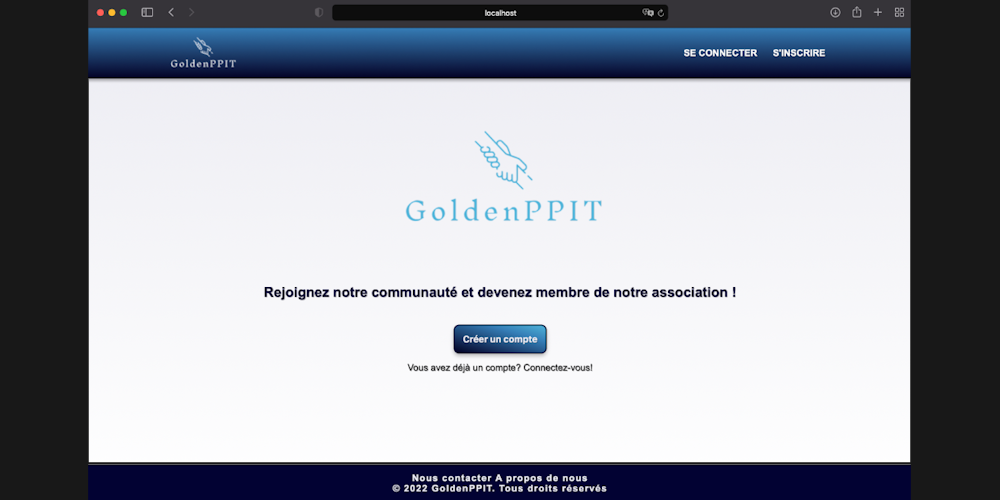 localhost
GoldenPPIT
SE CONNECTER S'INSCRIRE
GoldenPPIT
Rejoignez notre communauté et devenez membre de notre association !
Créer un compte
Vous avez déjà un compte? Connectez-vous!
Nous contacter A propos de nous
© 2022 GoldenPPIT. Tous droits réservés